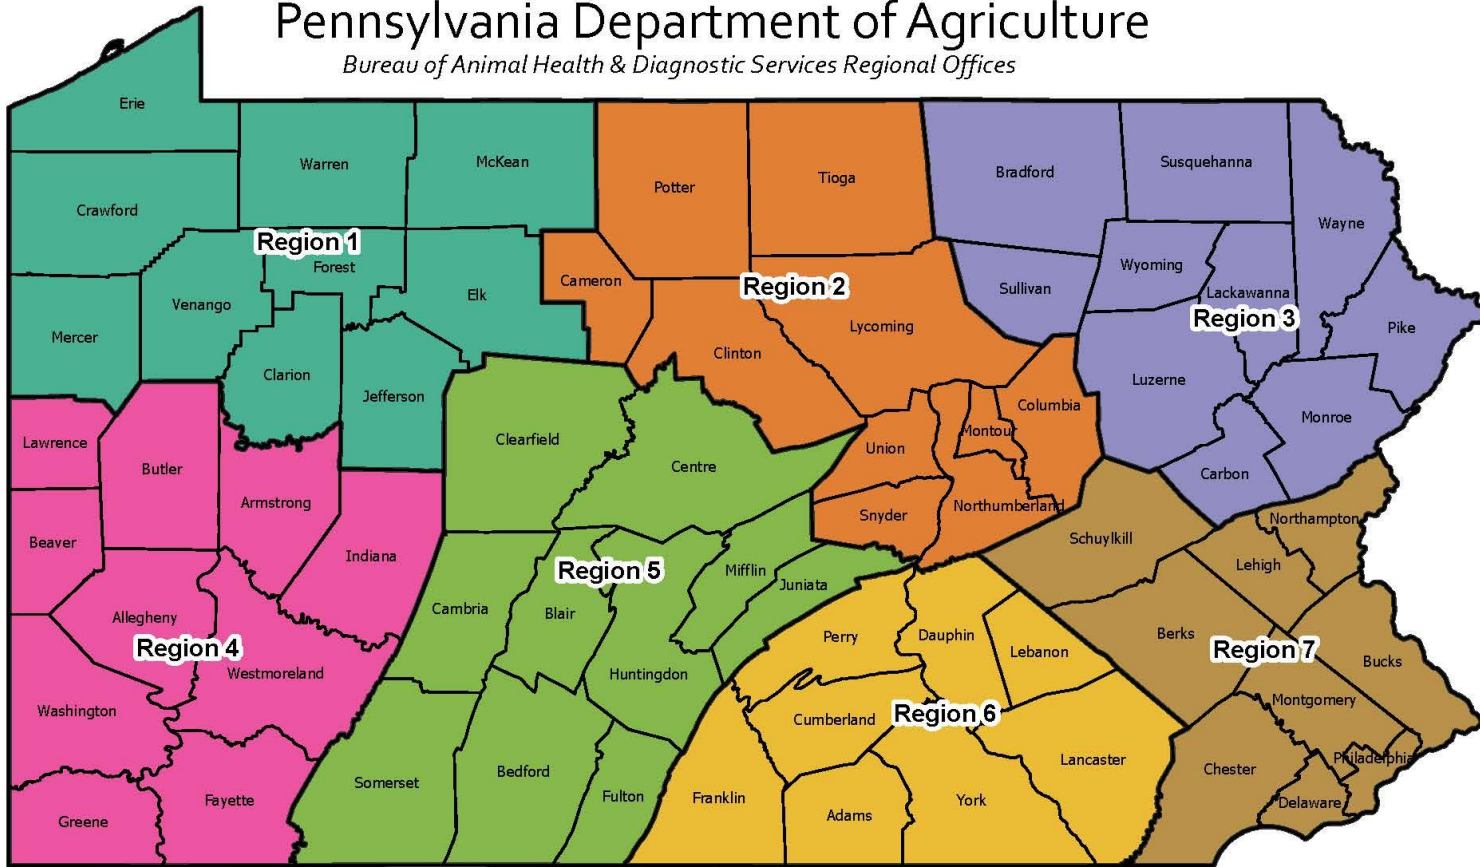 Pennsylvania Department of Agriculture
Bureau of Animal Health & Diagnostic Services Regional Offices
Erie
Warren
McKean
Crawford
Region 1
Forest
Venango
Elk
Mercer
Clarion
Jefferson
Potter
Tioga
Cameron
Region 2
Lycoming
Clinton
Columbia
Union
Montour
Snyder
Northumberland
Bradford
Susquehanna
Wayne
Wyoming
Sullivan
Lackawanna
Region 3
Pike
Luzerne
Monroe
Carbon
Lawrence
Butler
Armstrong
Beaver
Indiana
Allegheny
Region 4
Westmoreland
Washington
Fayette
Greene
Clearfield
Centre
Region 5
Mifflin
Juniata
Cambria
Blair
Huntingdon
Somerset
Bedford
Fulton
Perry
Dauphin
Lebanon
Cumberland
Region 6
Lancaster
Franklin
Adams
York
Schuylkill
Northampton
Lehigh
Berks
Region 7
Bucks
Montgomery
Philadelphia
Chester
Delaware